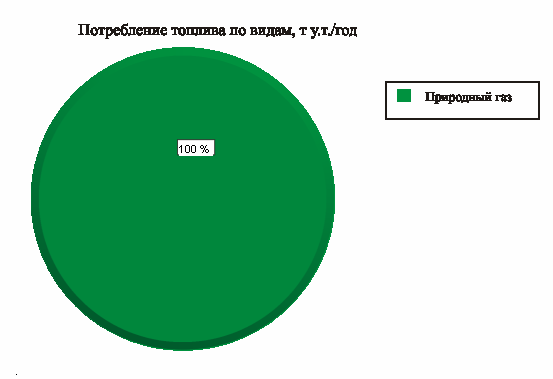 Потребление топлива по видам, т у.т./год
Природный газ
100 %